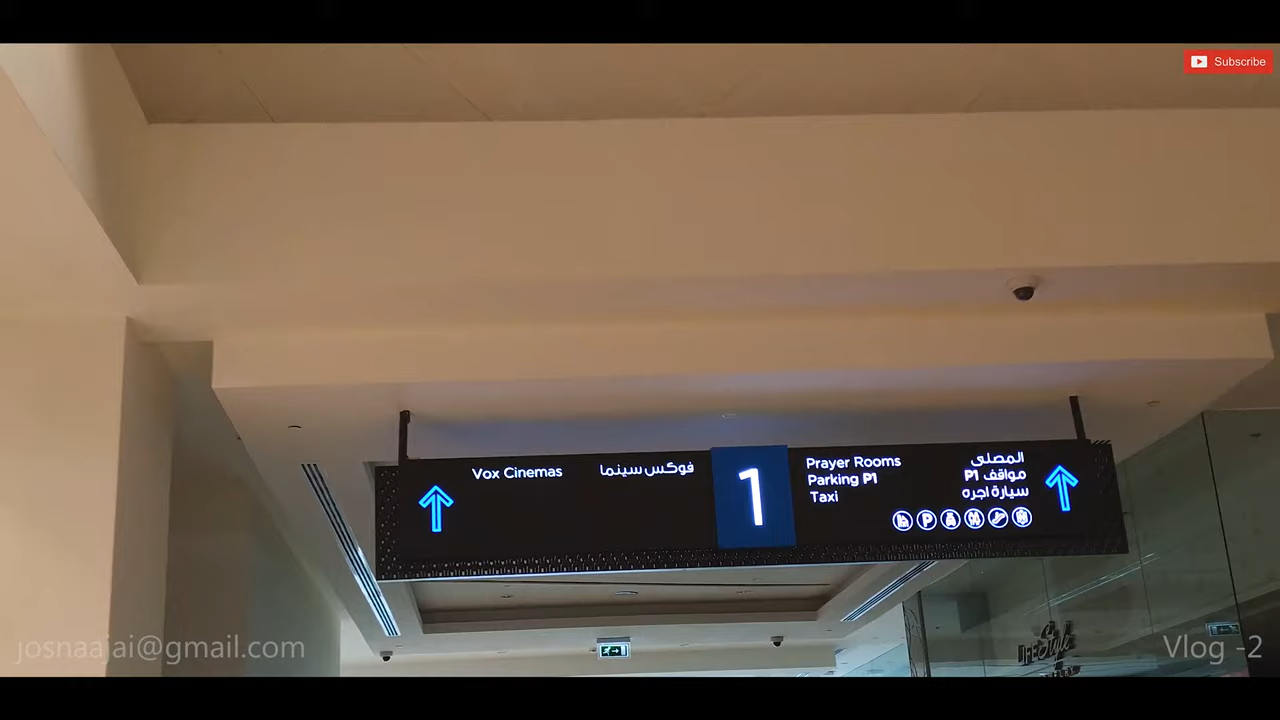 Subscribe
Vox Cinemas
فوكس سينما
1
Prayer Rooms
Parking P1
Taxi
المصلى
مواقف P1
سيارة اجره
P
Style
josnaajai@gmail.com
Vlog -2